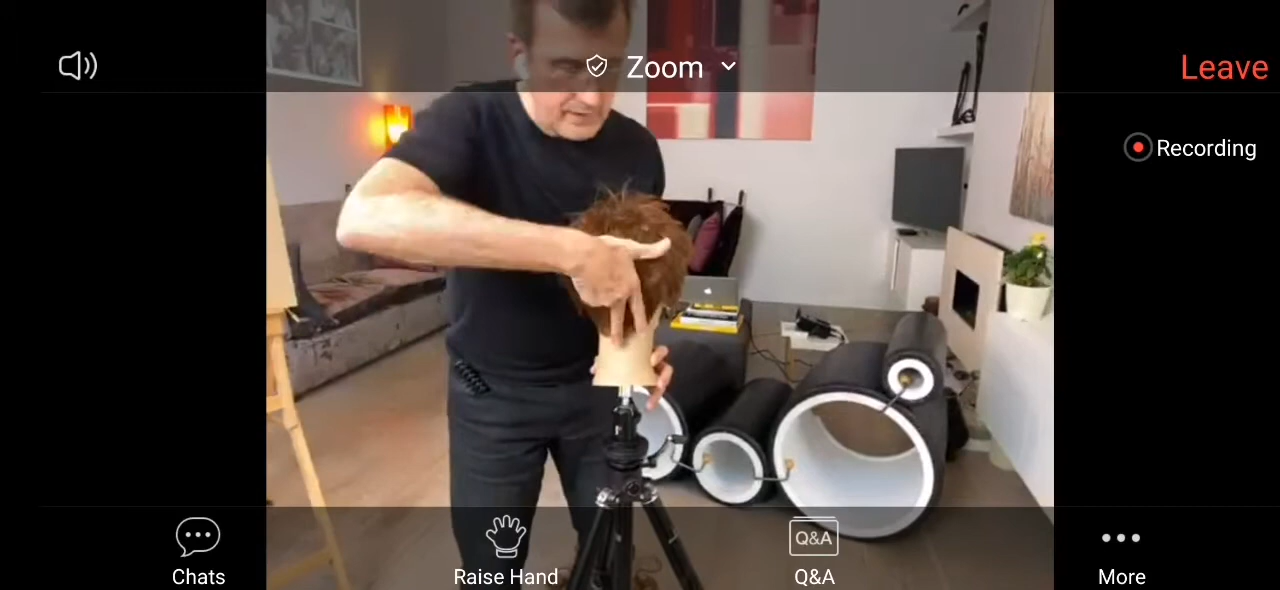 Zoom
Leave
Recording
Chats
Raise Hand
Q&A
Q&A
More